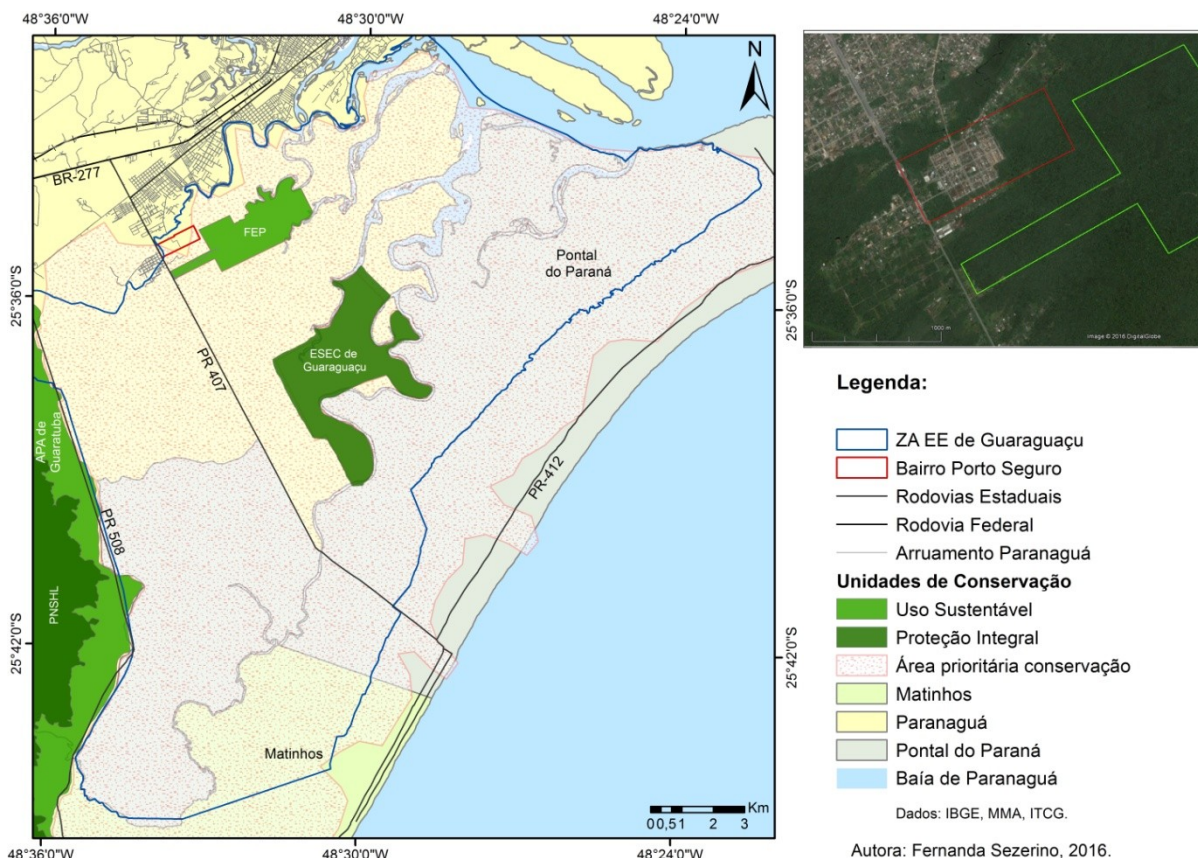 48°36'0"W
48°30'0"W
48°24'0"W
N
BR-277
FEP
Pontal
do Paraná
25°36'0"S
25°36'0"S
ESEC de
Guaraguaçu
PR 407
APA de
Guaratuba
PR-412
PR 508
PNSHL
25°42'0"S
25°42'0"S
Matinhos
Km
0 0,5 1 2 3
48°36'0"W
48°30'0"W
48°24'0"W
1000 m
image © 2016 DigitalGlobe
Legenda:
ZA EE de Guaraguaçu
Bairro Porto Seguro
Rodovias Estaduais
Rodovia Federal
Arruamento Paranaguá
Unidades de Conservação
Uso Sustentável
Proteção Integral
Área prioritária conservação
Matinhos
Paranaguá
Pontal do Paraná
Baía de Paranaguá
Dados: IBGE, MMA, ITCG.
Autora: Fernanda Sezerino, 2016.